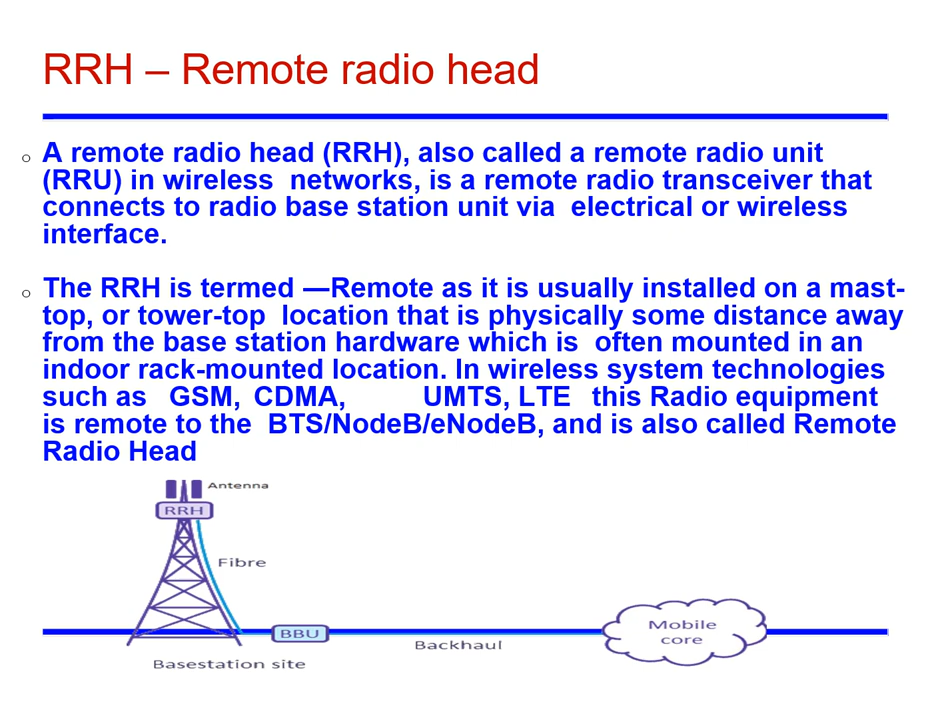 RRH – Remote radio head
o A remote radio head (RRH), also called a remote radio unit
(RRU) in wireless networks, is a remote radio transceiver that
connects to radio base station unit via electrical or wireless
interface.
o The RRH is termed ―Remote as it is usually installed on a mast-
top, or tower-top location that is physically some distance away
from the base station hardware which is often mounted in an
indoor rack-mounted location. In wireless system technologies
such as GSM, CDMA, UMTS, LTE this Radio equipment
is remote to the BTS/NodeB/eNodeB, and is also called Remote
Radio Head
Antenna
RRH
Fibre
BBU
Backhaul
Mobile
core
Basestation site